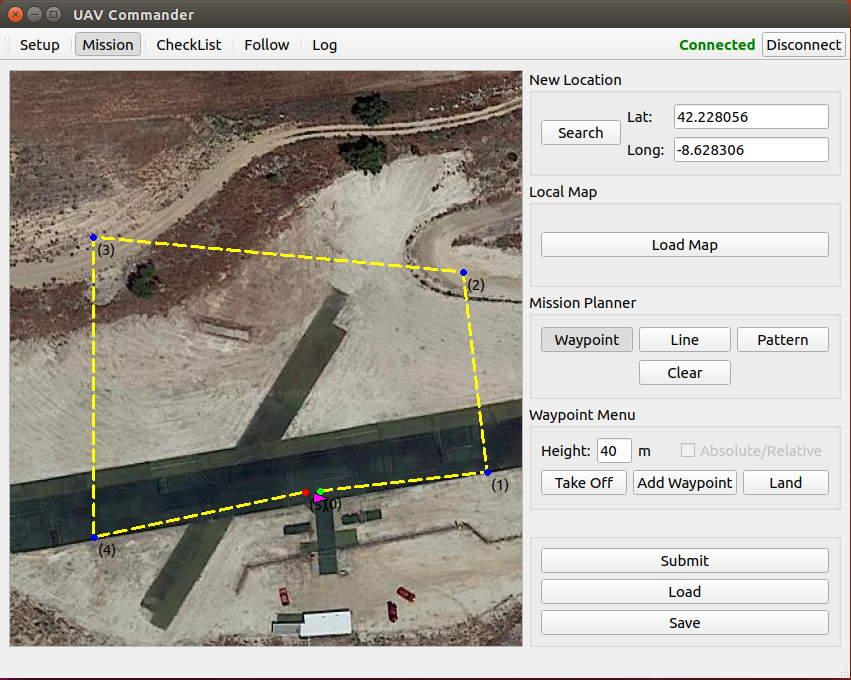 UAV Commander
Setup Mission CheckList Follow Log Connected Disconnect
New Location
Search
Lat: 42.228056
Long: -8.628306
Local Map
Load Map
Mission Planner
Waypoint Line Pattern
Clear
Waypoint Menu
Height: 40 m Absolute/Relative
Take Off Add Waypoint Land
Submit
Load
Save
(3)
(2)
(1)
(5)(0)
(4)